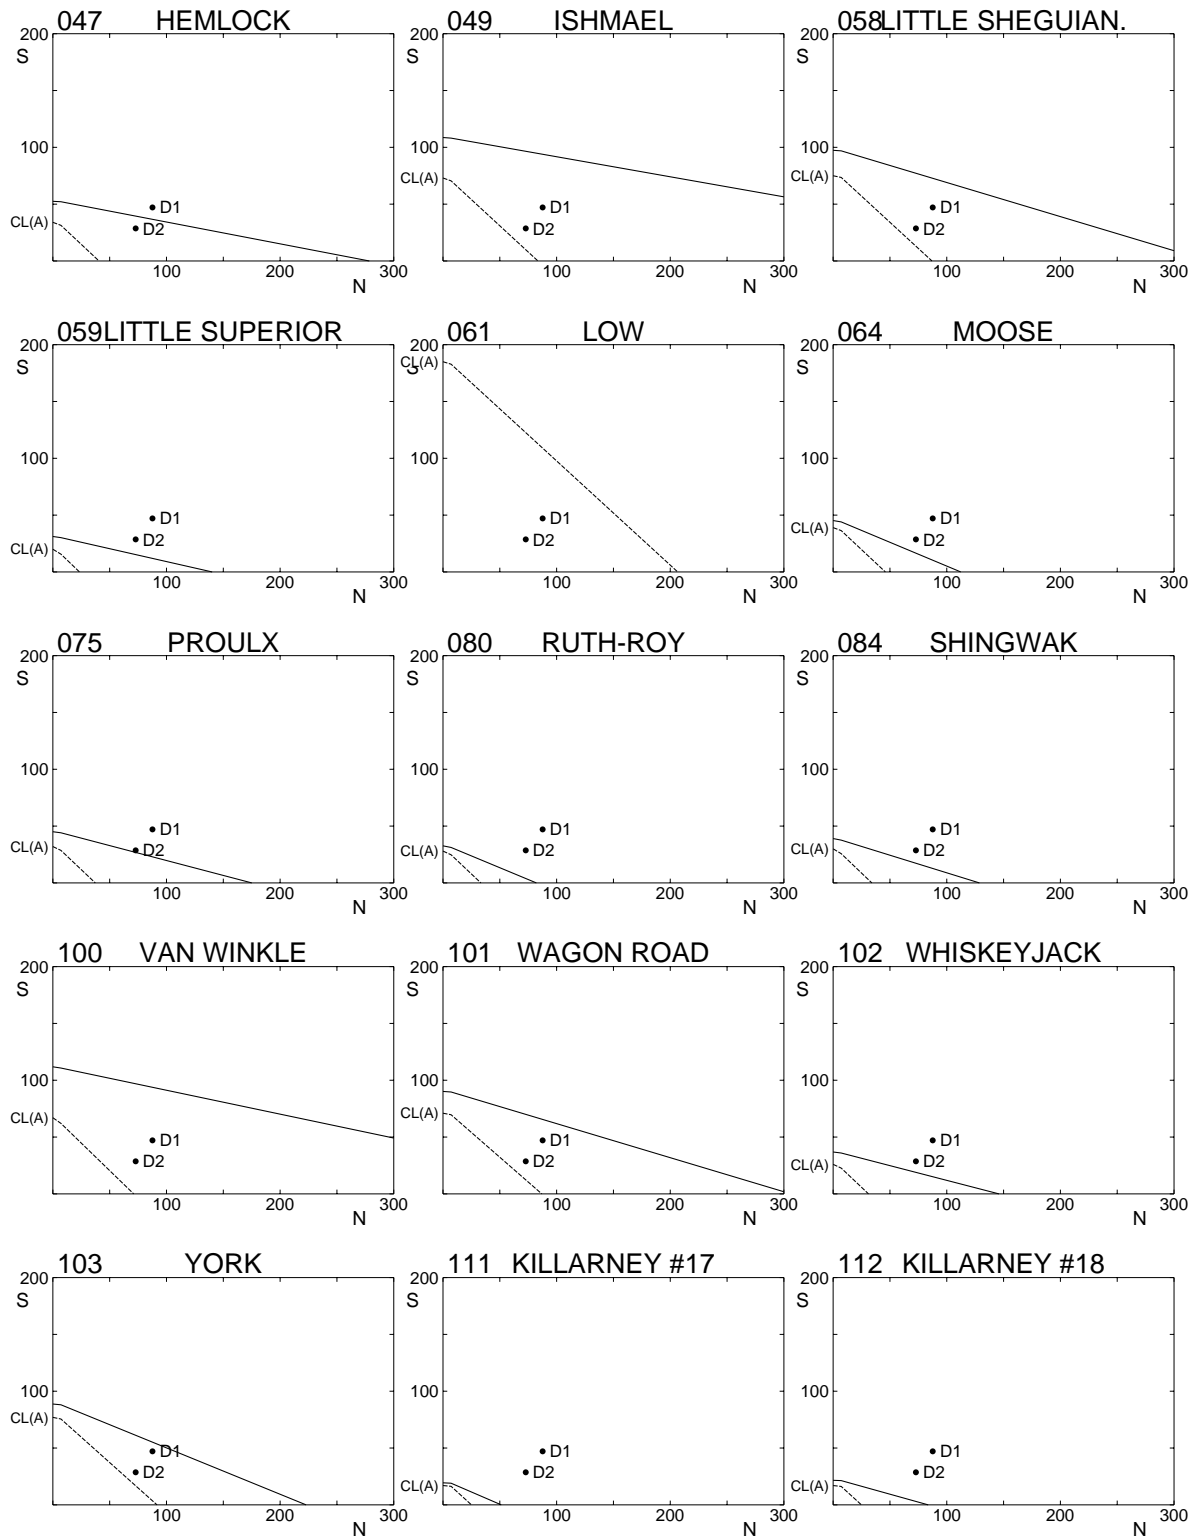 047 HEMLOCK
200
S
100
CL(A)
D1
D2
100 200 300
N
049 ISHMAEL
200
S
100
CL(A)
D1
D2
100 200 300
N
058LITTLE SHEGUIAN.
200
S
100
CL(A)
D1
D2
100 200 300
N
059LITTLE SUPERIOR
200
S
100
CL(A)
D1
D2
100 200 300
N
061 LOW
200
CL(A)
S
100
D1
D2
100 200 300
N
064 MOOSE
200
S
100
CL(A)
D1
D2
100 200 300
N
075 PROULX
200
S
100
CL(A)
D1
D2
100 200 300
N
080 RUTH-ROY
200
S
100
CL(A)
D1
D2
100 200 300
N
084 SHINGWAK
200
S
100
CL(A)
D1
D2
100 200 300
N
100 VAN WINKLE
200
S
100
CL(A)
D1
D2
100 200 300
N
101 WAGON ROAD
200
S
100
CL(A)
D1
D2
100 200 300
N
102 WHISKEYJACK
200
S
100
CL(A)
D1
D2
100 200 300
N
103 YORK
200
S
100
CL(A)
D1
D2
100 200 300
N
111 KILLARNEY #17
200
S
100
CL(A)
D1
D2
100 200 300
N
112 KILLARNEY #18
200
S
100
CL(A)
D1
D2
100 200 300
N